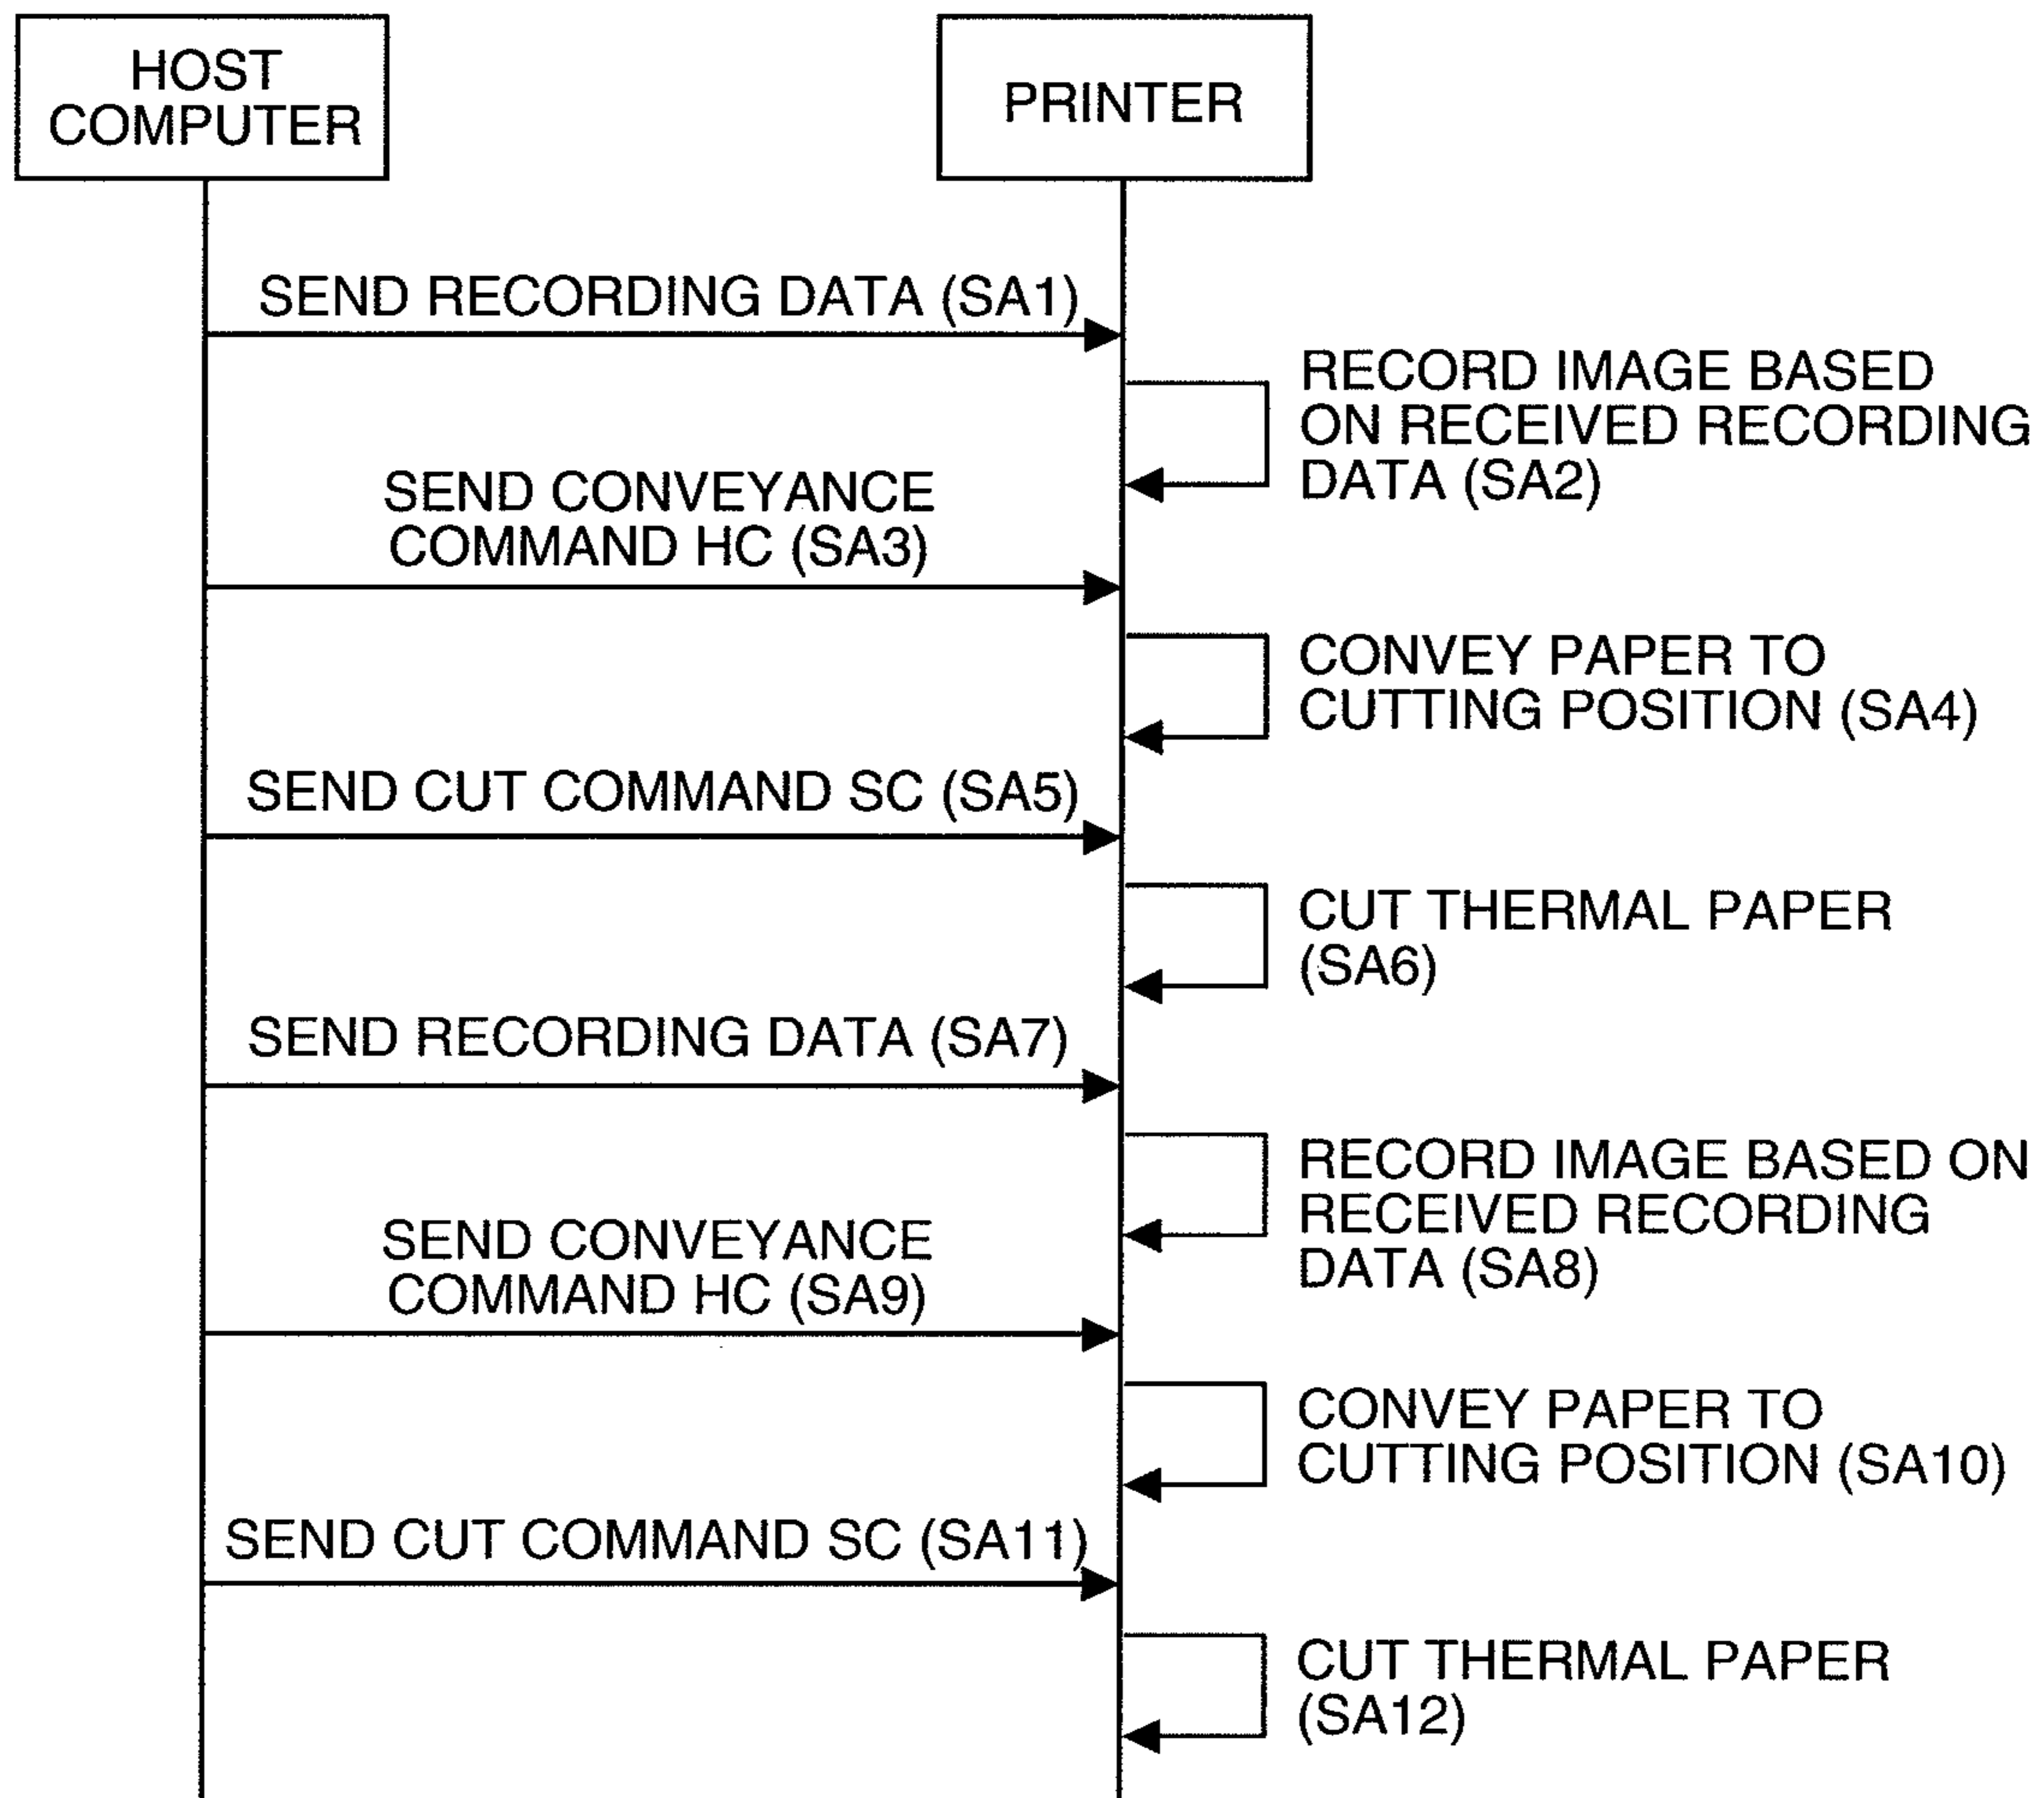 HOST
COMPUTER
PRINTER
SEND RECORDING DATA (SA1)
RECORD IMAGE BASED
ON RECEIVED RECORDING
DATA (SA2)
SEND CONVEYANCE
COMMAND HC (SA3)
CONVEY PAPER TO
CUTTING POSITION (SA4)
SEND CUT COMMAND SC (SA5)
CUT THERMAL PAPER
(SA6)
SEND RECORDING DATA (SA7)
RECORD IMAGE BASED ON
RECEIVED RECORDING
DATA (SA8)
SEND CONVEYANCE
COMMAND HC (SA9)
CONVEY PAPER TO
CUTTING POSITION (SA10)
SEND CUT COMMAND SC (SA11)
CUT THERMAL PAPER
(SA12)